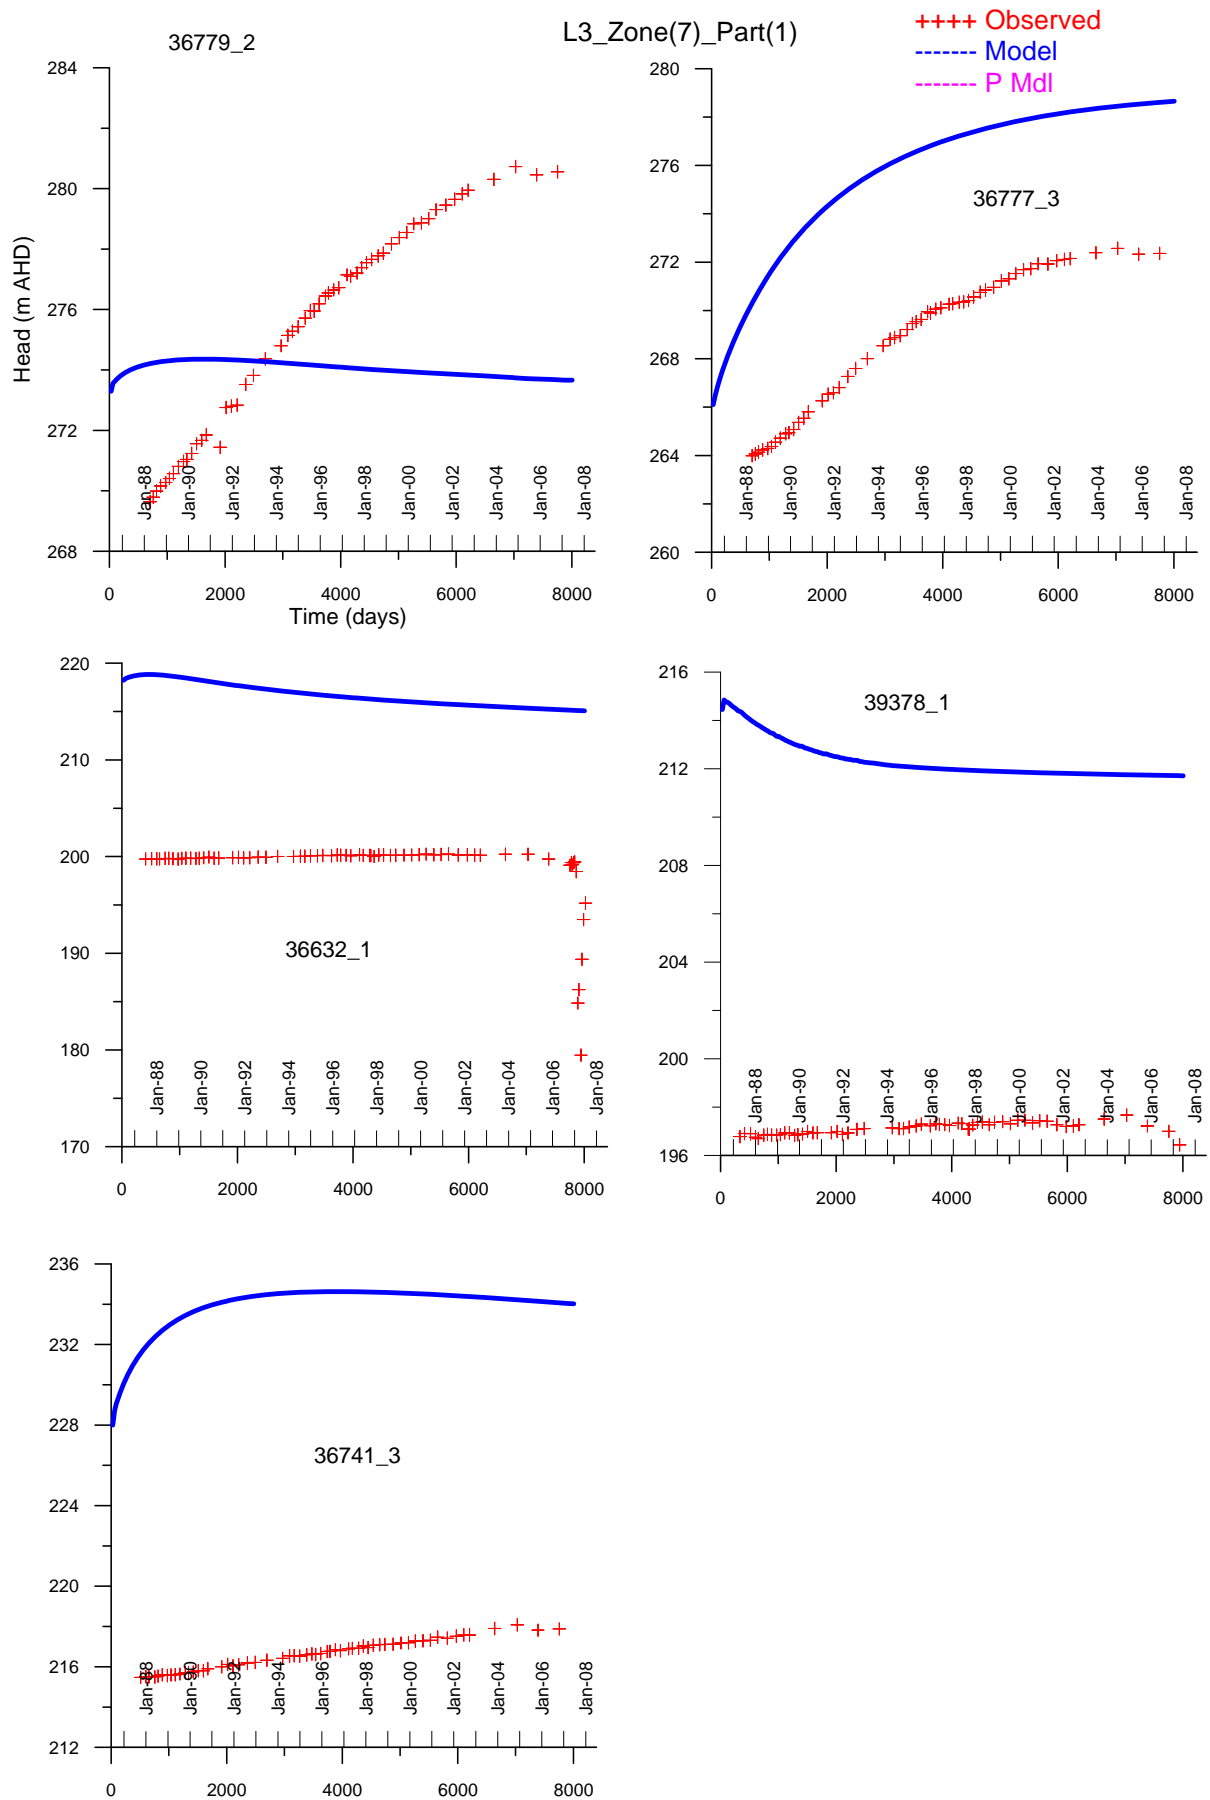 L3_Zone(7)_Part(1)
++++ Observed
------- Model
------- P Mdl
36779_2
284
280
276
272
268
Head (m AHD)
Jan-88
Jan-90
Jan-92
Jan-94
Jan-96
Jan-98
Jan-00
Jan-02
Jan-04
Jan-06
Jan-08
0
2000
4000
6000
8000
Time (days)
36777_3
280
276
272
268
264
260
Jan-88
Jan-90
Jan-92
Jan-94
Jan-96
Jan-98
Jan-00
Jan-02
Jan-04
Jan-06
Jan-08
0
2000
4000
6000
8000
220
210
200
190
180
170
36632_1
Jan-88
Jan-90
Jan-92
Jan-94
Jan-96
Jan-98
Jan-00
Jan-02
Jan-04
Jan-06
Jan-08
0
2000
4000
6000
8000
39378_1
216
212
208
204
200
196
Jan-88
Jan-90
Jan-92
Jan-94
Jan-96
Jan-98
Jan-00
Jan-02
Jan-04
Jan-06
Jan-08
0
2000
4000
6000
8000
236
232
228
224
220
216
212
36741_3
Jan-88
Jan-90
Jan-92
Jan-94
Jan-96
Jan-98
Jan-00
Jan-02
Jan-04
Jan-06
Jan-08
0
2000
4000
6000
8000